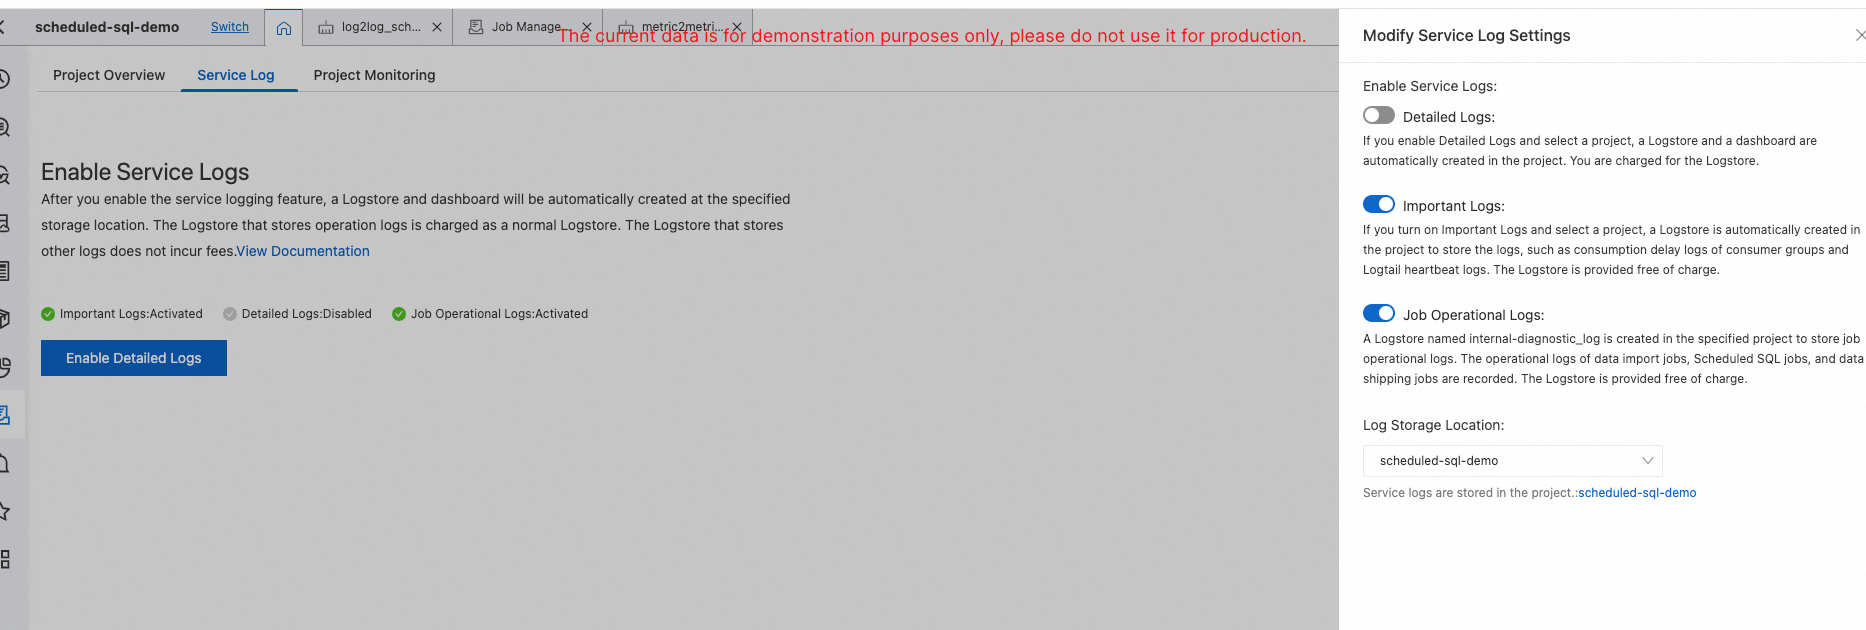 scheduled-sql-demo Switch log2log_sch... Job Manage... metric2metri...
The current data is for demonstration purposes only, please do not use it for production.
Project Overview Service Log Project Monitoring
Enable Service Logs
After you enable the service logging feature, a Logstore and dashboard will be automatically created at the specified
storage location. The Logstore that stores operation logs is charged as a normal Logstore. The Logstore that stores
other logs does not incur fees.View Documentation
Important Logs:Activated Detailed Logs:Disabled Job Operational Logs:Activated
Enable Detailed Logs
Modify Service Log Settings
Enable Service Logs:
Detailed Logs:
If you enable Detailed Logs and select a project, a Logstore and a dashboard are
automatically created in the project. You are charged for the Logstore.
Important Logs:
If you turn on Important Logs and select a project, a Logstore is automatically created in
the project to store the logs, such as consumption delay logs of consumer groups and
Logtail heartbeat logs. The Logstore is provided free of charge.
Job Operational Logs:
A Logstore named internal-diagnostic_log is created in the specified project to store job
operational logs. The operational logs of data import jobs, Scheduled SQL jobs, and data
shipping jobs are recorded. The Logstore is provided free of charge.
Log Storage Location:
scheduled-sql-demo
Service logs are stored in the project.:scheduled-sql-demo